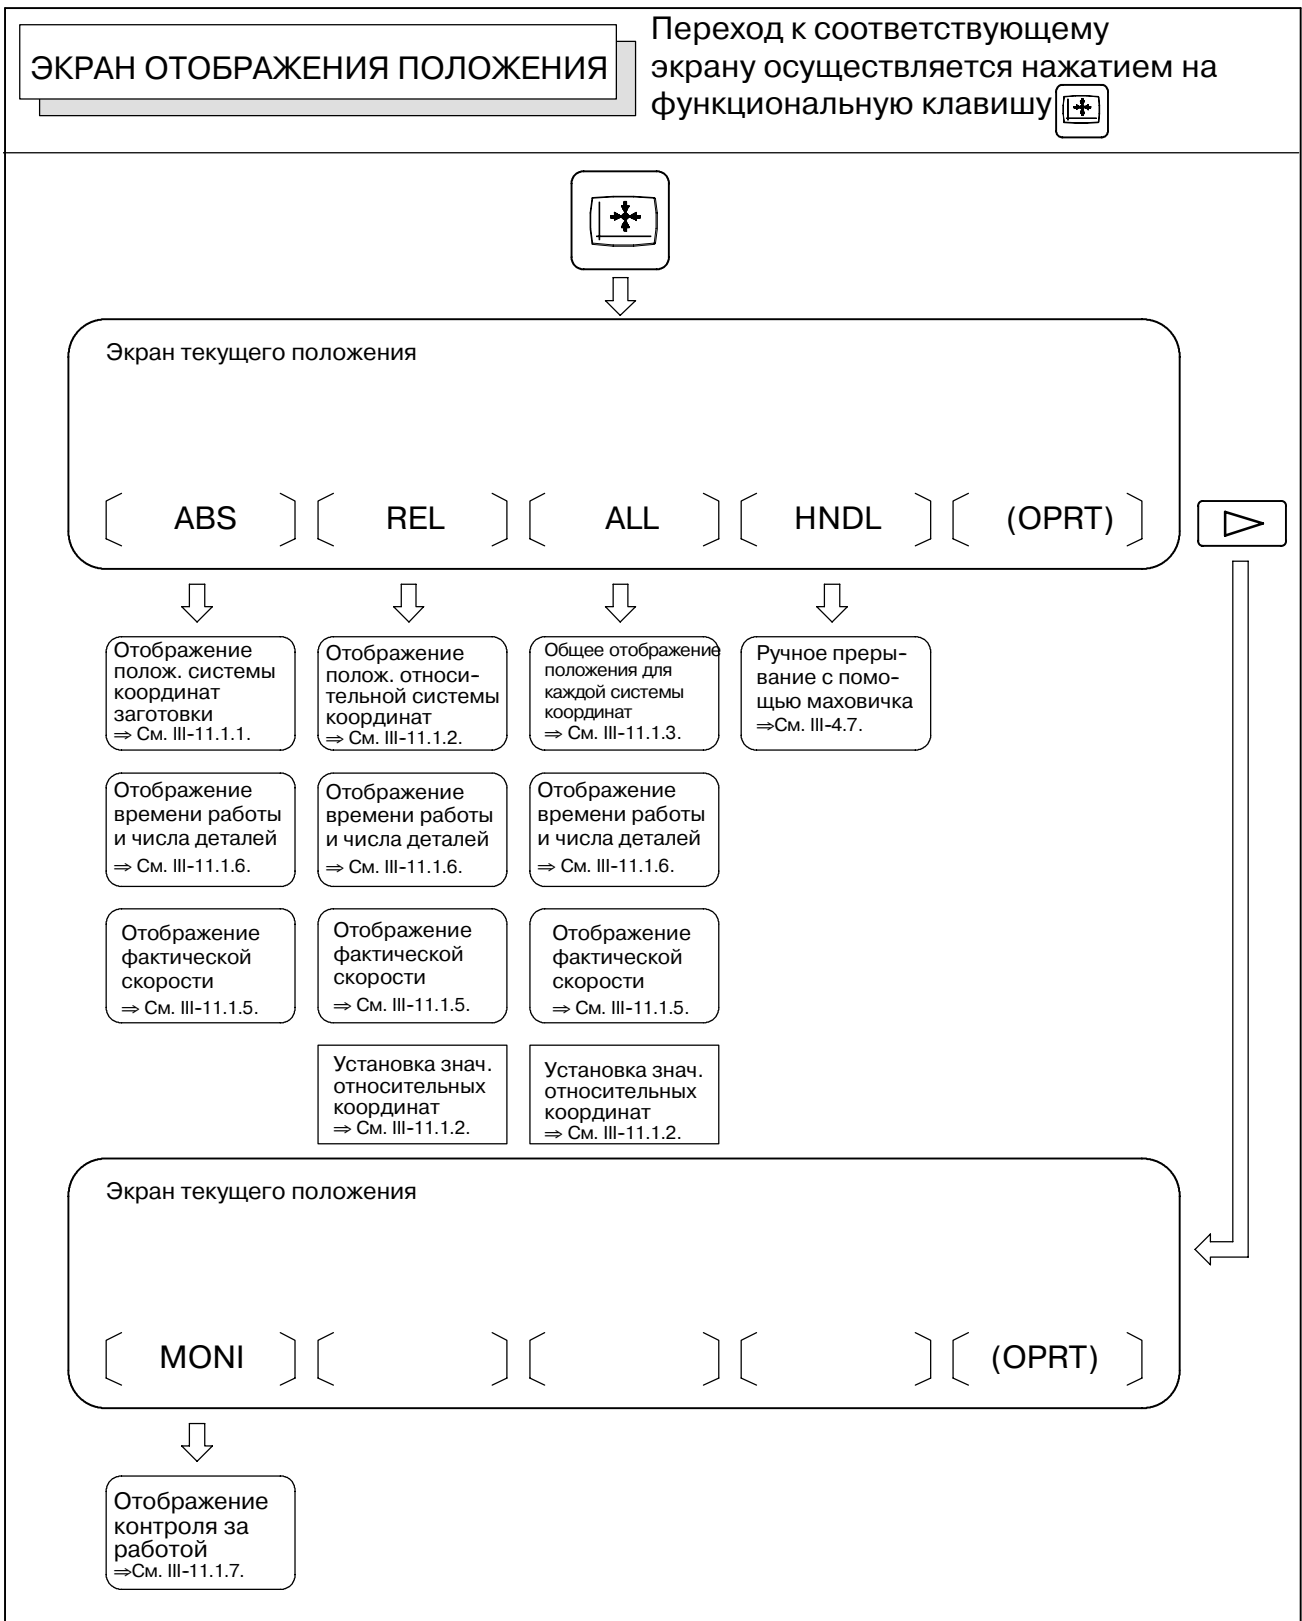 ЭКРАН ОТОБРАЖЕНИЯ ПОЛОЖЕНИЯ
Переход к соответствующему
экрану осуществляется нажатием на
функциональную клавишу
Экран текущего положения
ABS
REL
ALL
HNDL
(OPRT)
Отображение
полож. системы
координат
заготовки
⇒ См. III-11.1.1.
Отображение
полож. относи-
тельной системы
координат
⇒ См. III-11.1.2.
Общее отображение
положения для
каждой системы
координат
⇒ См. III-11.1.3.
Ручное преры-
вание с помо-
щью маховичка
⇒См. III-4.7.
Отображение
времени работы
и числа деталей
⇒ См. III-11.1.6.
Отображение
времени работы
и числа деталей
⇒ См. III-11.1.6.
Отображение
времени работы
и числа деталей
⇒ См. III-11.1.6.
Отображение
фактической
скорости
⇒ См. III-11.1.5.
Отображение
фактической
скорости
⇒ См. III-11.1.5.
Отображение
фактической
скорости
⇒ См. III-11.1.5.
Установка знач.
относительных
координат
⇒ См. III-11.1.2.
Установка знач.
относительных
координат
⇒ См. III-11.1.2.
Экран текущего положения
MONI
(OPRT)
Отображение
контроля за
работой
⇒См. III-11.1.7.